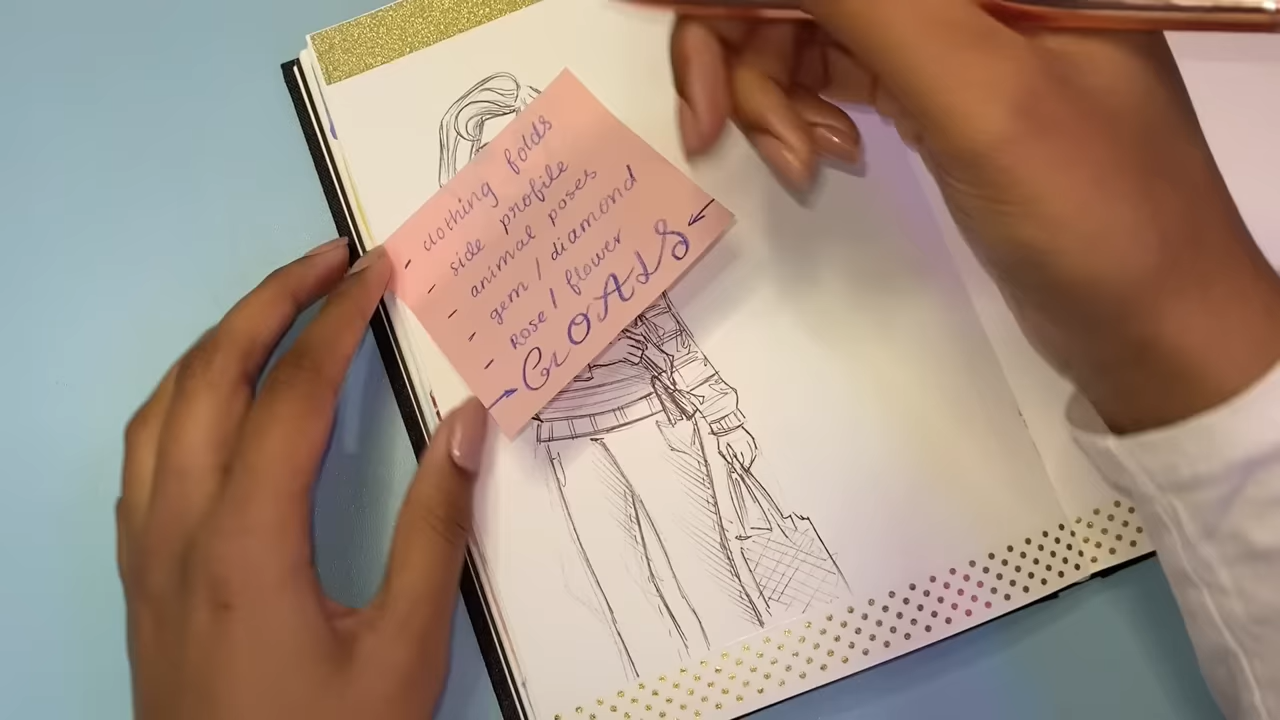 - clothing folds
- side profile
- animal poses
- gem / diamond
- Rose / flower
→ GOALS ←